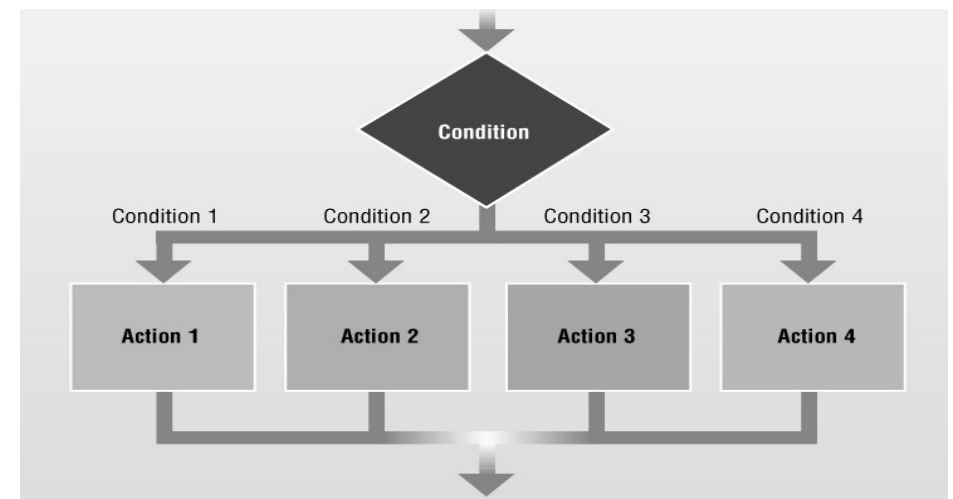 Condition
Condition 1
Condition 2
Condition 3
Condition 4
Action 1
Action 2
Action 3
Action 4